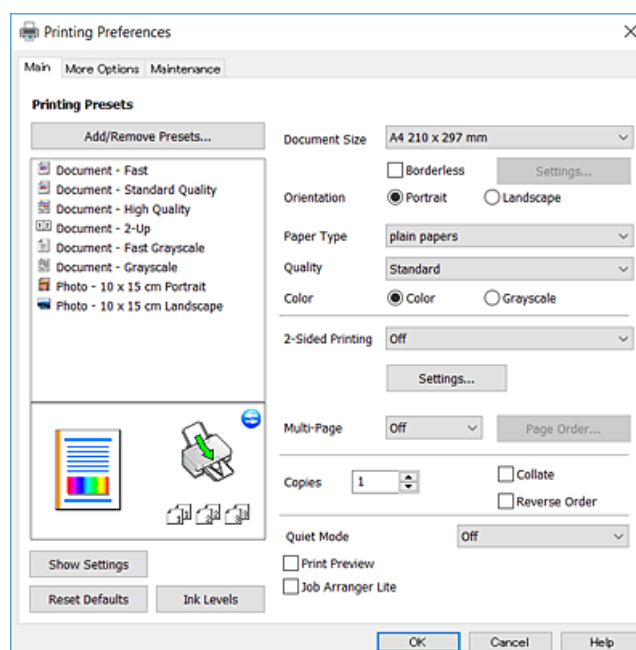 Printing Preferences
Main More Options Maintenance
Printing Presets
Add/Remove Presets...
Document - Fast
Document - Standard Quality
Document - High Quality
Document - 2-Up
Document - Fast Grayscale
Document - Grayscale
Photo - 10 x 15 cm Portrait
Photo - 10 x 15 cm Landscape
Show Settings
Reset Defaults Ink Levels
Document Size A4 210 x 297 mm
Borderless Settings...
Orientation Portrait Landscape
Paper Type plain papers
Quality Standard
Color Color Grayscale
2-Sided Printing Off
Settings...
Multi-Page Off Page Order...
Copies 1 Collate
Reverse Order
Quiet Mode Off
Print Preview
Job Arranger Lite
OK Cancel Help